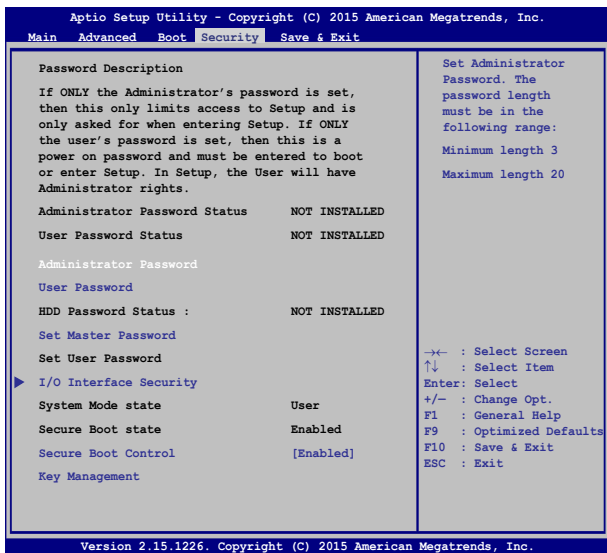 Aptio Setup Utility - Copyright (C) 2015 American Megatrends, Inc.
Main Advanced Boot Security Save & Exit
Password Description
If ONLY the Administrator's password is set,
then this only limits access to Setup and is
only asked for when entering Setup. If ONLY
the user's password is set, then this is a
power on password and must be entered to boot
or enter Setup. In Setup, the User will have
Administrator rights.
Administrator Password Status NOT INSTALLED
User Password Status NOT INSTALLED
Administrator Password
User Password
HDD Password Status : NOT INSTALLED
Set Master Password
Set User Password
I/O Interface Security
System Mode state User
Secure Boot state Enabled
Secure Boot Control [Enabled]
Key Management
Set Administrator
Password. The
password length
must be in the
following range:
Minimum length 3
Maximum length 20
→← : Select Screen
↑↓ : Select Item
Enter: Select
+/— : Change Opt.
F1 : General Help
F9 : Optimized Defaults
F10 : Save & Exit
ESC : Exit
Version 2.15.1226. Copyright (C) 2015 American Megatrends, Inc.